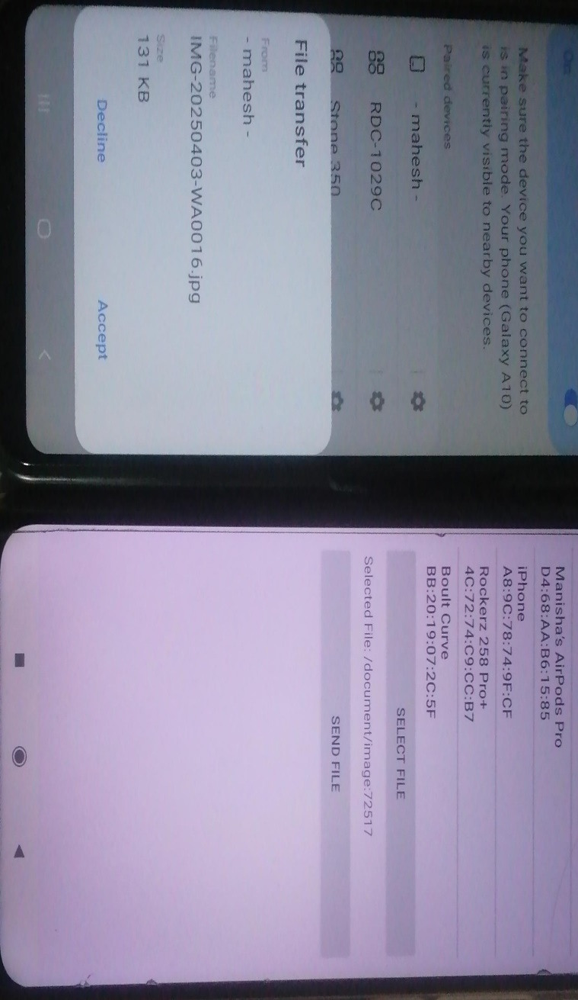 On
Make sure the device you want to connect to
is in pairing mode. Your phone (Galaxy A10)
is currently visible to nearby devices.
Paired devices
- mahesh -
RDC-1029C
Stone 350
File transfer
From
- mahesh -
Filename
IMG-20250403-WA0016.jpg
Size
131 KB
Decline Accept
Manisha's AirPods Pro
D4:68:AA:B6:15:85
iPhone
A8:9C:78:74:9F:CF
Rockerz 258 Pro+
4C:72:74:C9:CC:B7
Boult Curve
BB:20:19:07:2C:5F
SELECT FILE
Selected File: /document/image:72517
SEND FILE